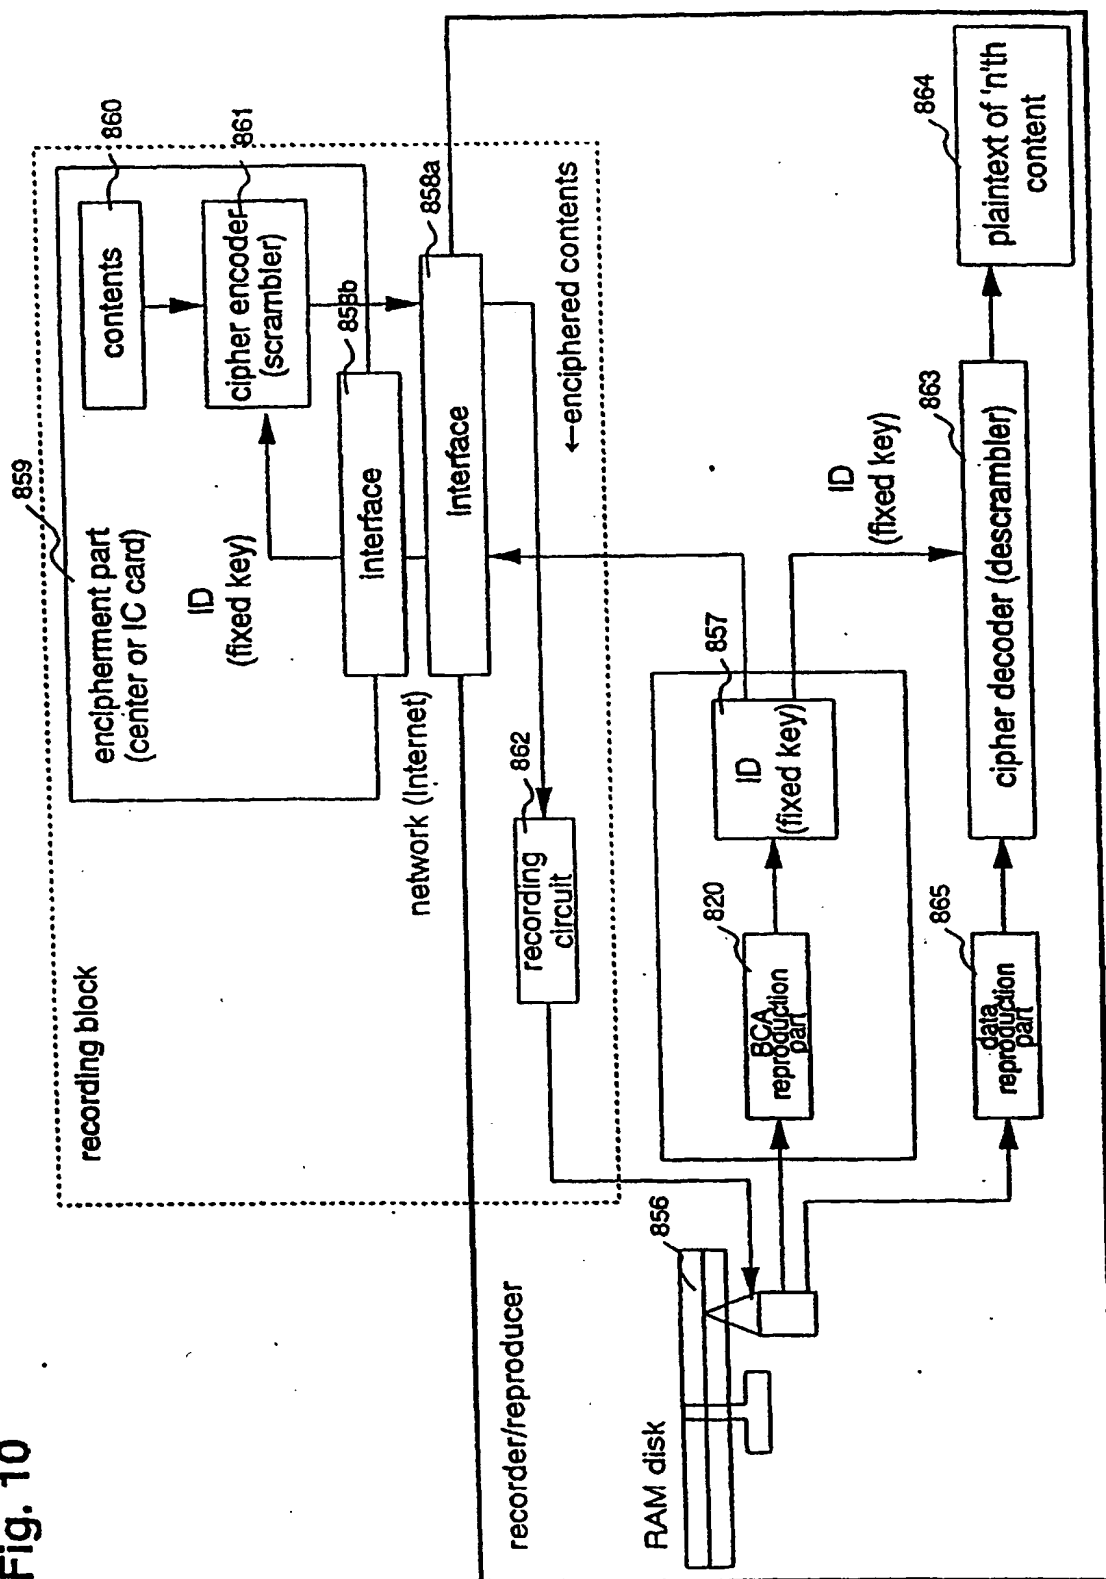 Fig. 10
recording block
859
encipherment part
(center or IC card)
ID
(fixed key)
860
contents
861
cipher encoder
(scrambler)
858b
interface
network (Internet)
858a
Interface
←enciphered contents
862
recording
circuit
recorder/reproducer
RAM disk
856
820
BCA
reproduction
part
857
ID
(fixed key)
ID
(fixed key)
865
data
reproduction
part
863
cipher decoder (descrambler)
864
plaintext of 'n'th
content